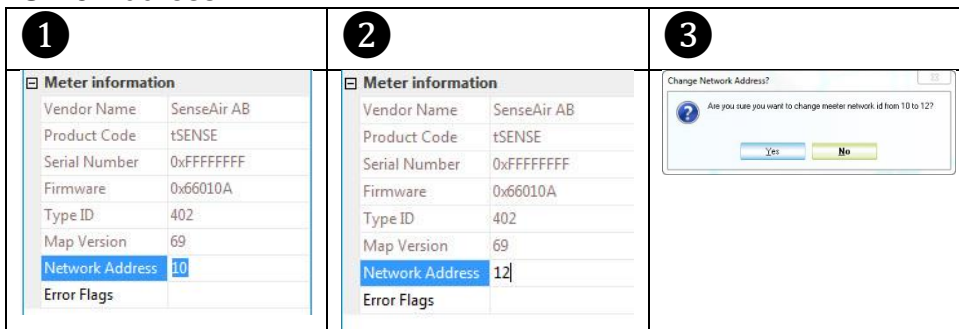 1 2 3
Meter information
Vendor Name SenseAir AB
Product Code tSENSE
Serial Number 0xFFFFFFFF
Firmware 0x66010A
Type ID 402
Map Version 69
Network Address 10
Error Flags
Meter information
Vendor Name SenseAir AB
Product Code tSENSE
Serial Number 0xFFFFFFFF
Firmware 0x66010A
Type ID 402
Map Version 69
Network Address 12
Error Flags
Change Network Address?
Are you sure you want to change meeter network id from 10 to 12?
Yes No